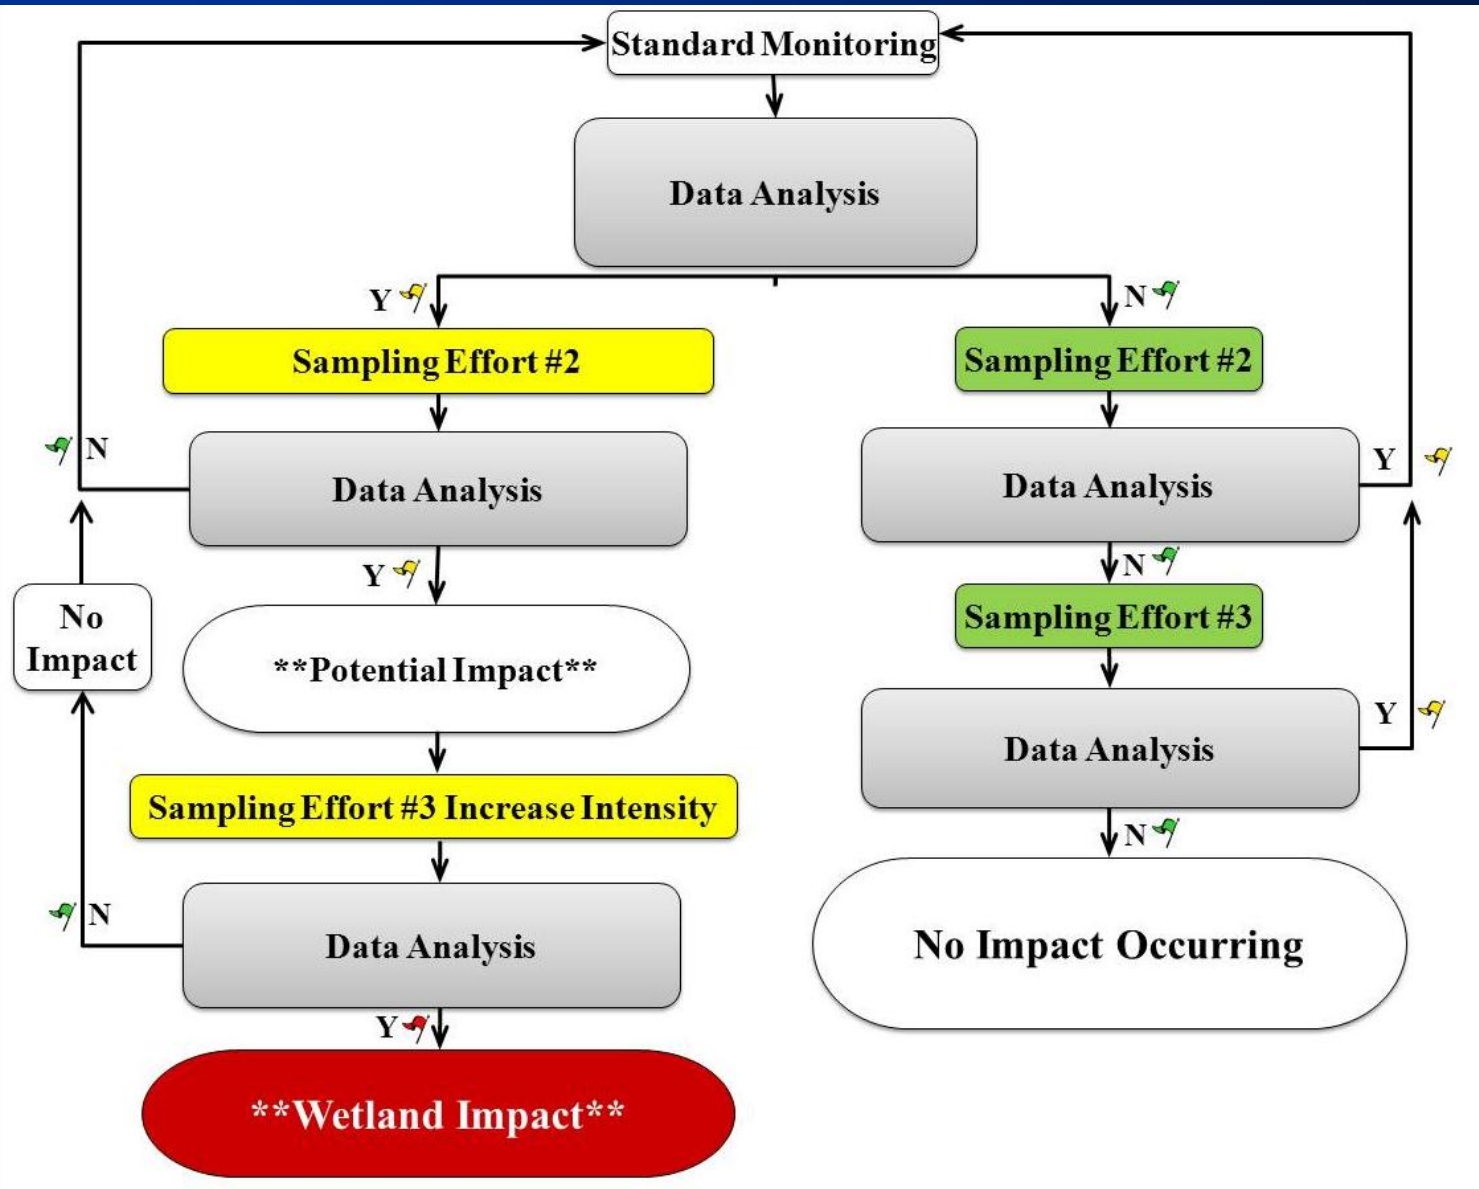 Standard Monitoring
Data Analysis
Y
N
Sampling Effort #2
Sampling Effort #2
N
Data Analysis
Data Analysis
Y
Y
N
No
Impact
**Potential Impact**
Sampling Effort #3
Y
Data Analysis
Sampling Effort #3 Increase Intensity
N
N
Data Analysis
No Impact Occurring
Y
**Wetland Impact**